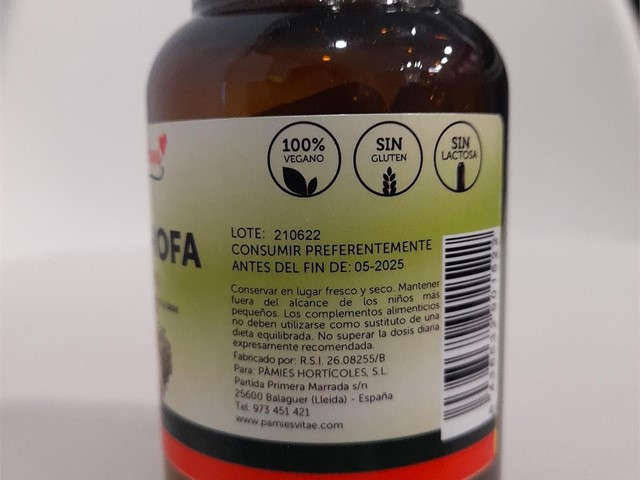 100%
VEGANO
SIN
GLUTEN
SIN
LACTOSA
OFA
LOTE: 210622
CONSUMIR PREFERENTEMENTE
ANTES DEL FIN DE: 05-2025
Conservar en lugar fresco y seco. Mantener
fuera del alcance de los niños más
pequeños. Los complementos alimenticios
no deben utilizarse como sustituto de una
dieta equilibrada. No superar la dosis diaria
expresamente recomendada.
Fabricado por: R.S.I. 26.08255/B
Para: PÀMIES HORTÍCOLES, S.L.
Partida Primera Marrada s/n
25600 Balaguer (Lleida) - España
Tel. 973 451 421
www.pamiesvitae.com